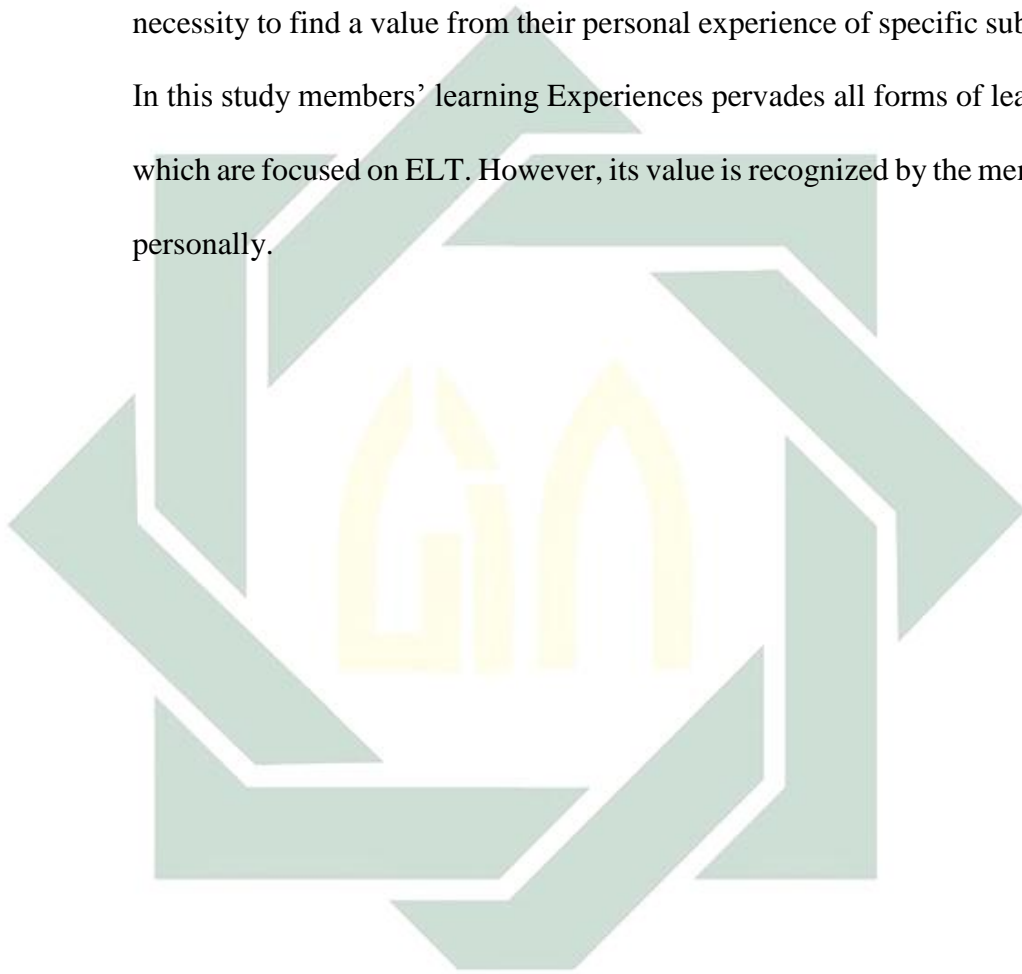 necessity to find a value from their personal experience of specific
In this study members’ learning Experiences pervades all forms of
which are focused on ELT. However, its value is recognized by the
personally.